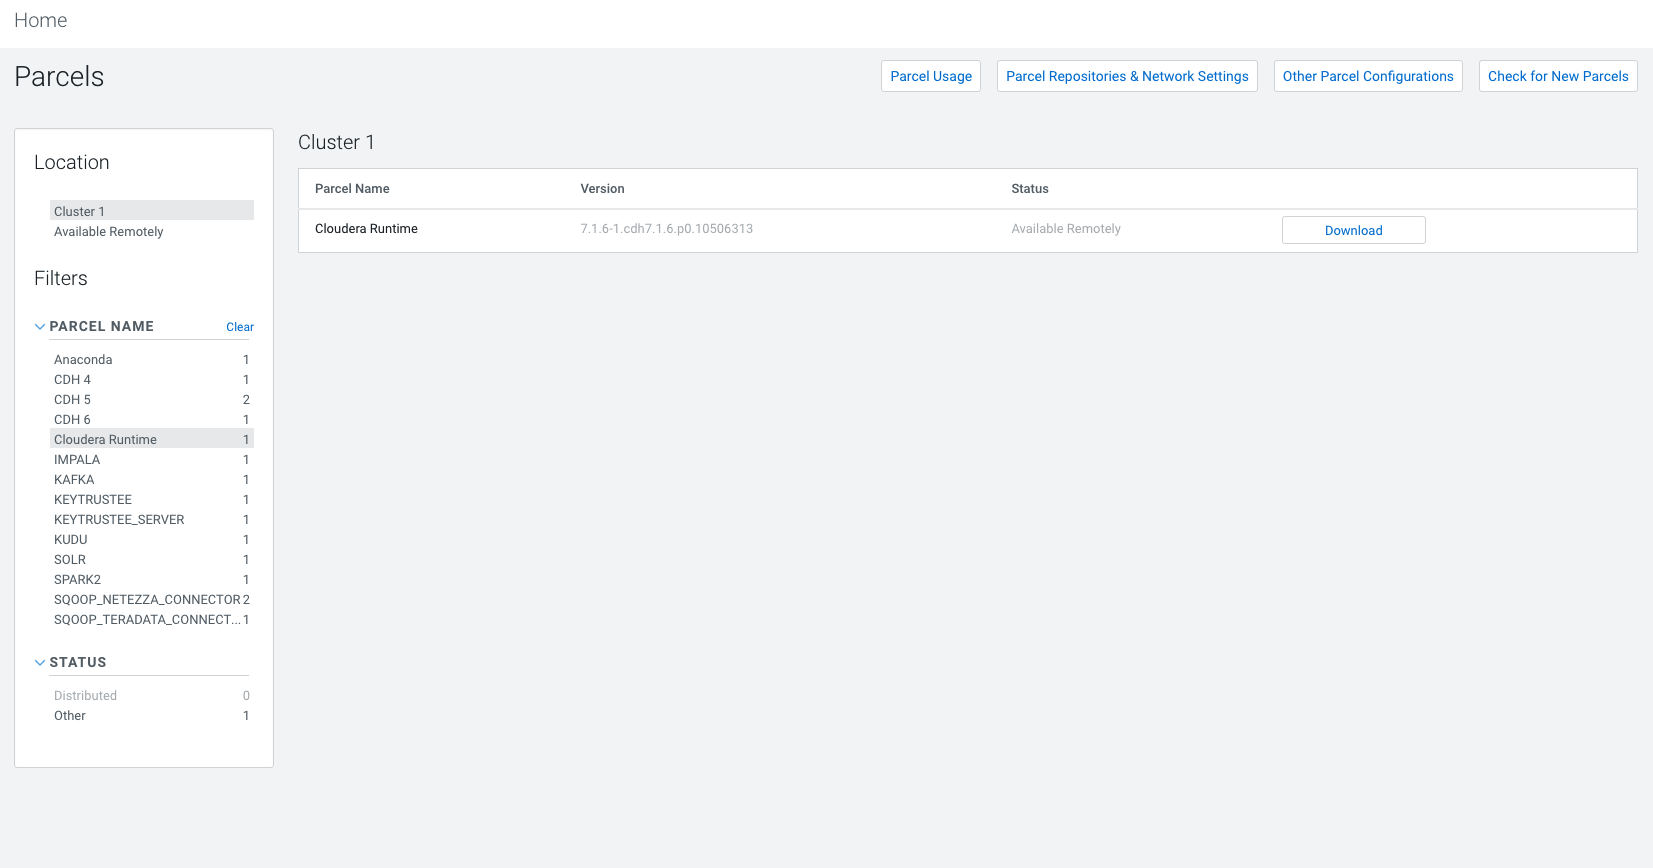 Home
Parcels
Parcel Usage
Parcel Repositories & Network Settings
Other Parcel Configurations
Check for New Parcels
Location
Cluster 1
Available Remotely
Filters
PARCEL NAME Clear
Anaconda 1
CDH 4 1
CDH 5 2
CDH 6 1
Cloudera Runtime 1
IMPALA 1
KAFKA 1
KEYTRUSTEE 1
KEYTRUSTEE_SERVER 1
KUDU 1
SOLR 1
SPARK2 1
SQOOP_NETEZZA_CONNECTOR 2
SQOOP_TERADATA_CONNECT... 1
STATUS
Distributed 0
Other 1
Cluster 1
Parcel Name Version Status
Cloudera Runtime 7.1.6-1.cdh7.1.6.p0.10506313 Available Remotely Download